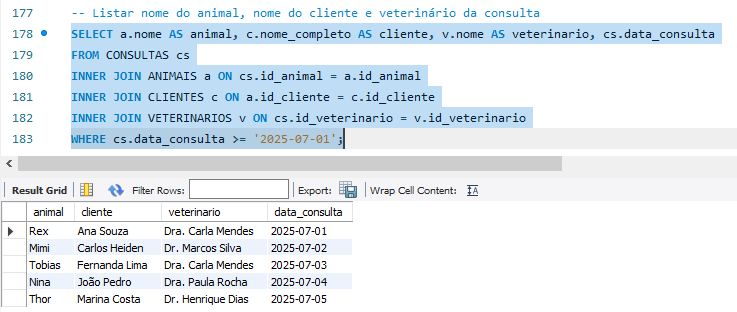 177 -- Listar nome do animal, nome do cliente e veterinário da consulta
178 SELECT a.nome AS animal, c.nome_completo AS cliente, v.nome AS veterinario, cs.data_consulta
179 FROM CONSULTAS cs
180 INNER JOIN ANIMAIS a ON cs.id_animal = a.id_animal
181 INNER JOIN CLIENTES c ON a.id_cliente = c.id_cliente
182 INNER JOIN VETERINARIOS v ON cs.id_veterinario = v.id_veterinario
183 WHERE cs.data_consulta >= '2025-07-01';
Result Grid Filter Rows: Export: Wrap Cell Content: IA
animal cliente veterinario data_consulta
Rex Ana Souza Dra. Carla Mendes 2025-07-01
Mimi Carlos Heiden Dr. Marcos Silva 2025-07-02
Tobias Fernanda Lima Dra. Carla Mendes 2025-07-03
Nina João Pedro Dra. Paula Rocha 2025-07-04
Thor Marina Costa Dr. Henrique Dias 2025-07-05